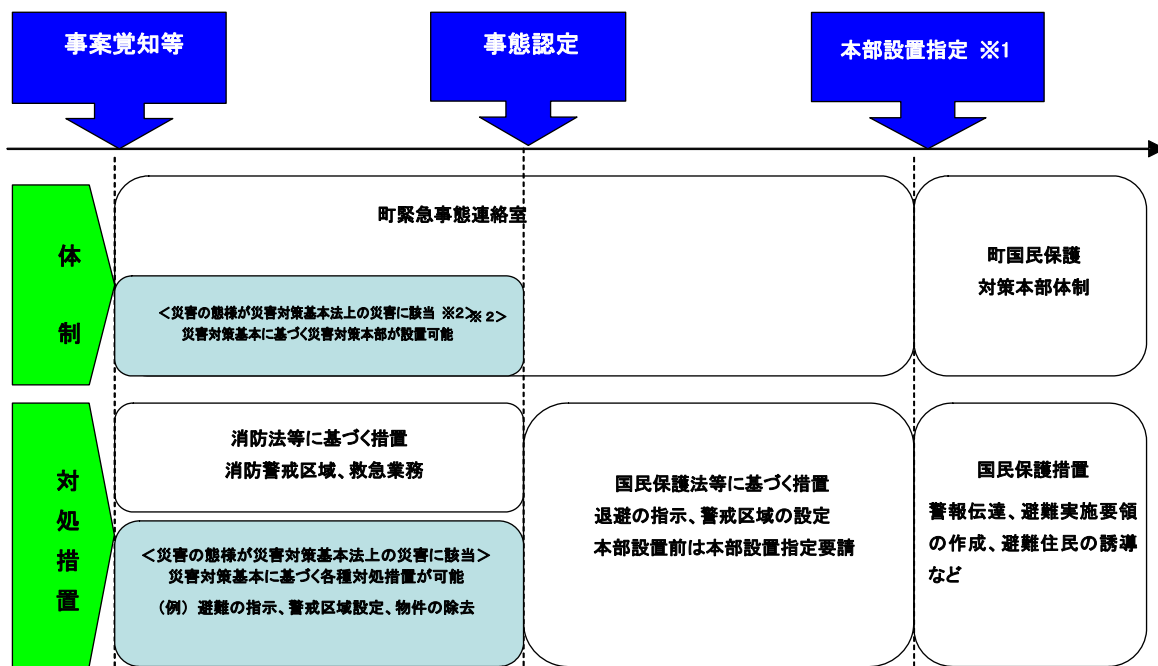 事案覚知等
事態認定
本部設置指定 ※1
体制
町緊急事態連絡室
<災害の態様が災害対策基本法上の災害に該当 ※2>※2>
災害対策基本に基づく災害対策本部が設置可能
町国民保護
対策本部体制
対処措置
消防法等に基づく措置
消防警戒区域、救急業務
<災害の態様が災害対策基本法上の災害に該当>
災害対策基本に基づく各種対処措置が可能
（例）避難の指示、警戒区域設定、物件の除去
国民保護法等に基づく措置
退避の指示、警戒区域の設定
本部設置前は本部設置指定要請
国民保護措置
警報伝達、避難実施要領
の作成、避難住民の誘導
など